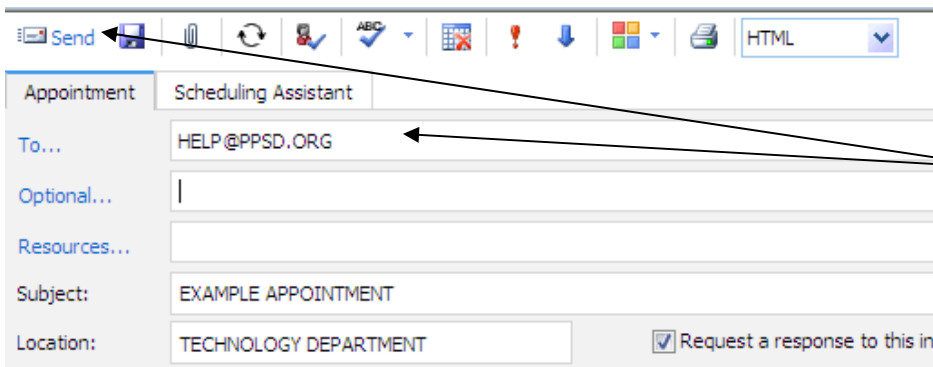 Send ABC HTML
Appointment Scheduling Assistant
To... HELP@PPSD.ORG
Optional...
Resources...
Subject: EXAMPLE APPOINTMENT
Location: TECHNOLOGY DEPARTMENT Request a response to this in